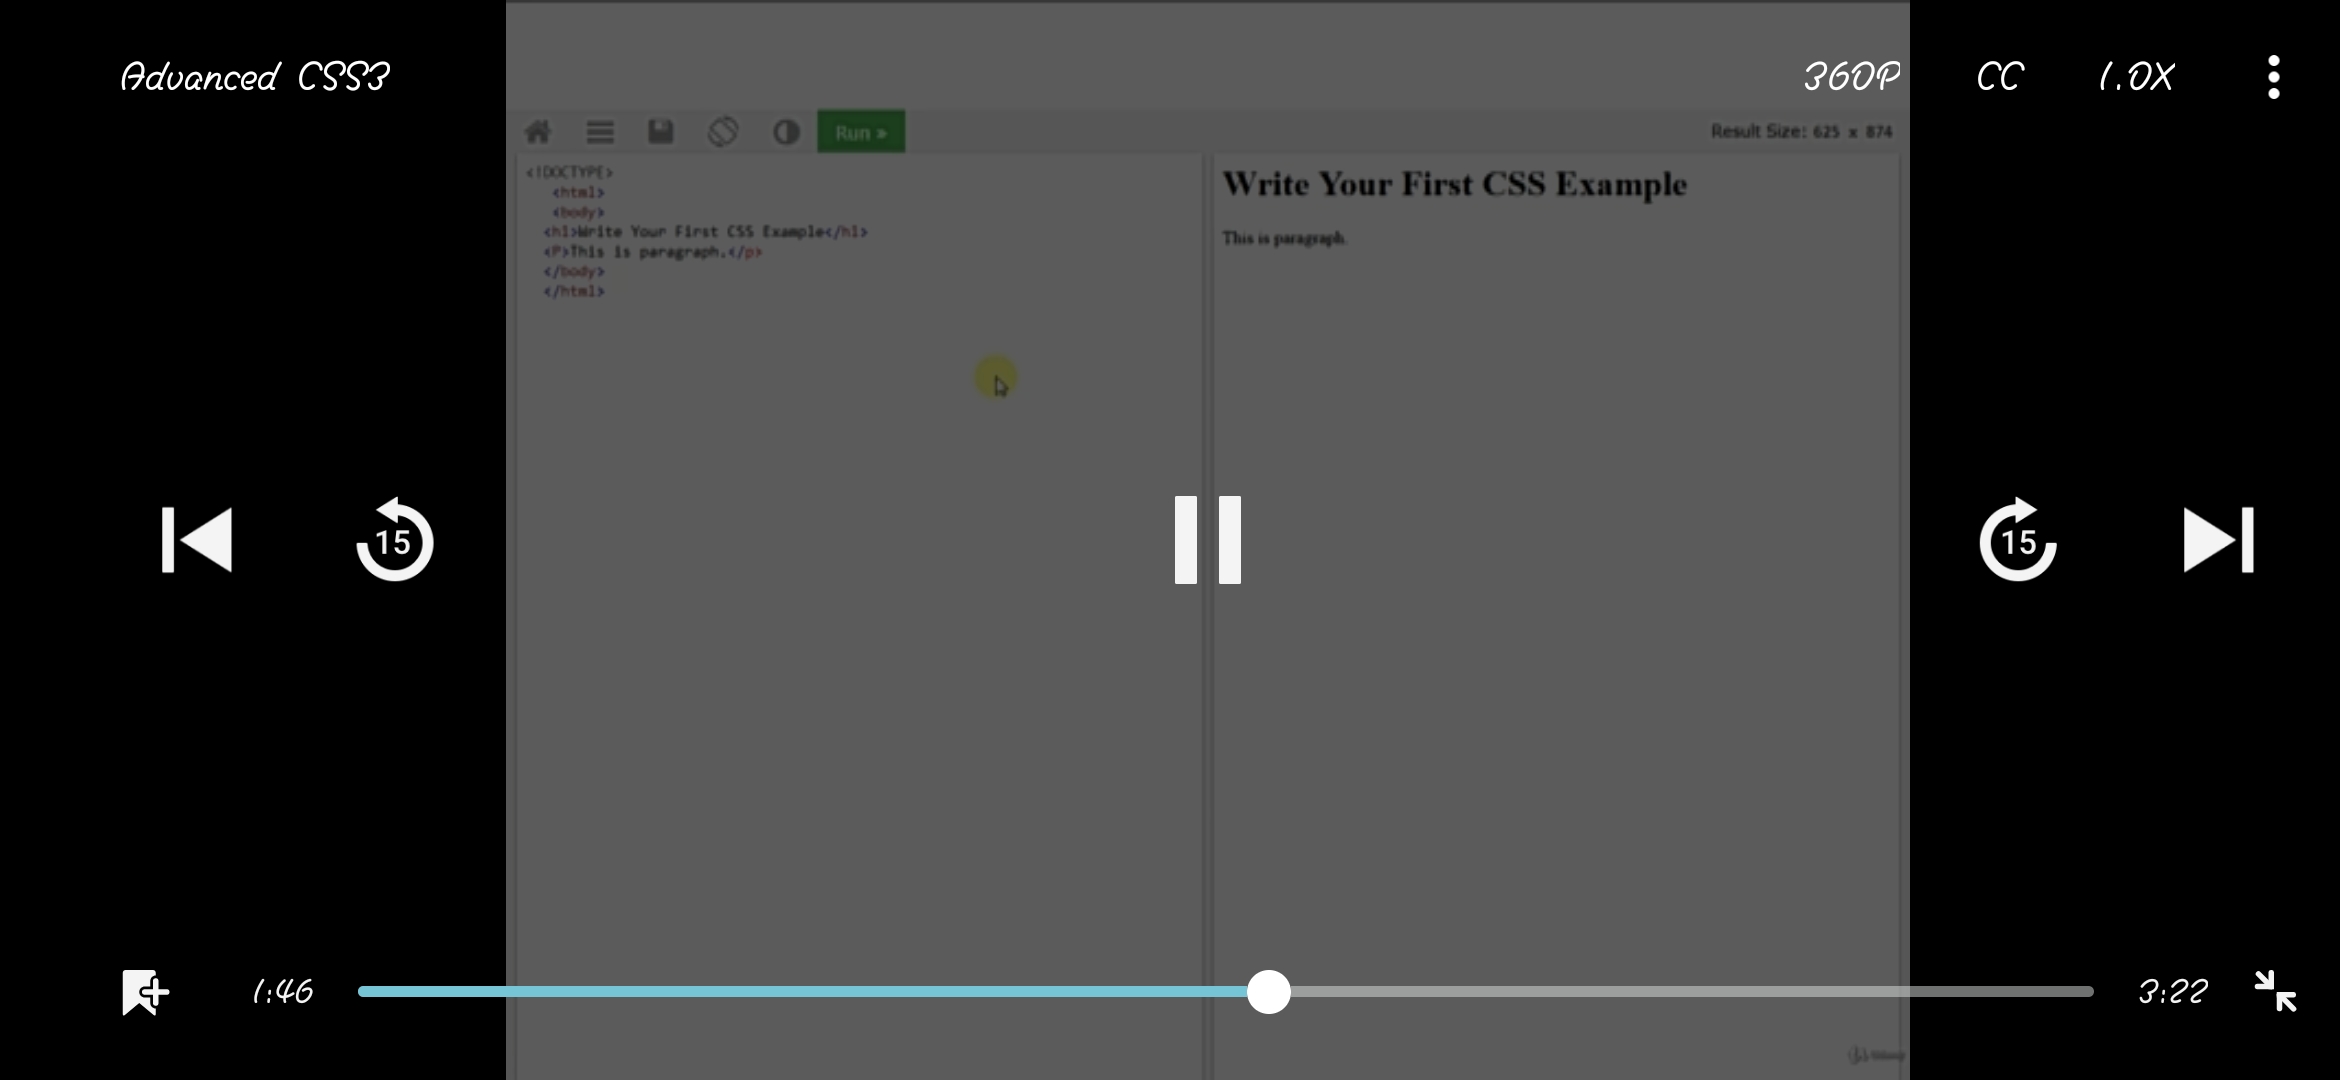 Advanced CSS3
360P
CC
1.0X
Run »
Result Size: 625 x 874
<!DOCTYPE>
<html>
<body>
<h1>Write Your First CSS Example</h1>
<P>This is paragraph.</p>
</body>
</html>
Write Your First CSS Example
This is paragraph.
15
15
1:46
3:22